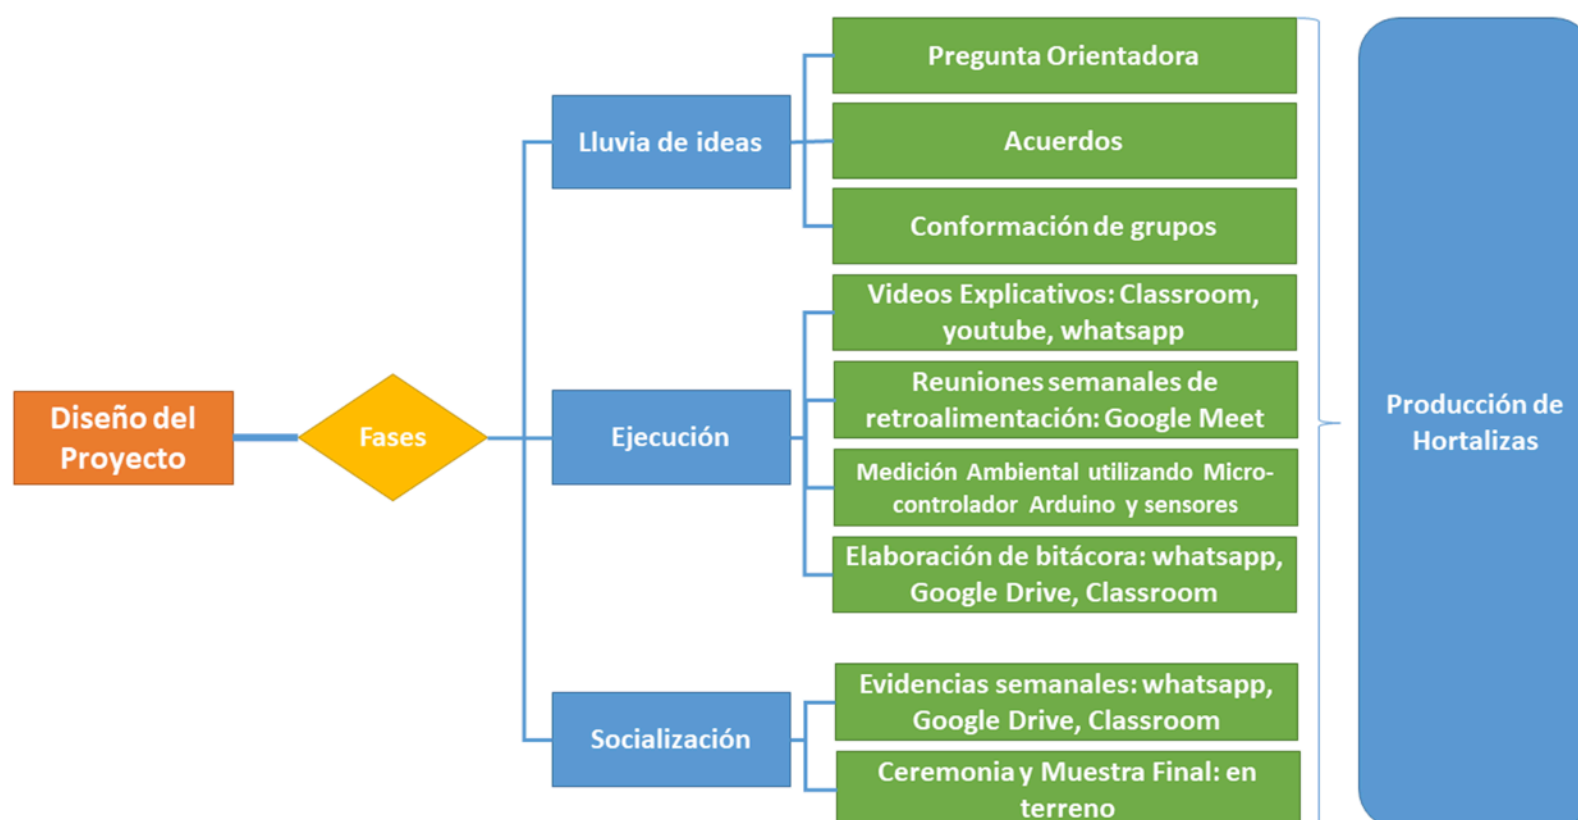 Diseño del
Proyecto
Fases
Lluvia de ideas
Pregunta Orientadora
Acuerdos
Conformación de grupos
Ejecución
Videos Explicativos: Classroom,
youtube, whatsapp
Reuniones semanales de
retroalimentación: Google Meet
Medición Ambiental utilizando Micro-
controlador Arduino y sensores
Elaboración de bitácora: whatsapp,
Google Drive, Classroom
Socialización
Evidencias semanales: whatsapp,
Google Drive, Classroom
Ceremonia y Muestra Final: en
terreno
Producción de
Hortalizas